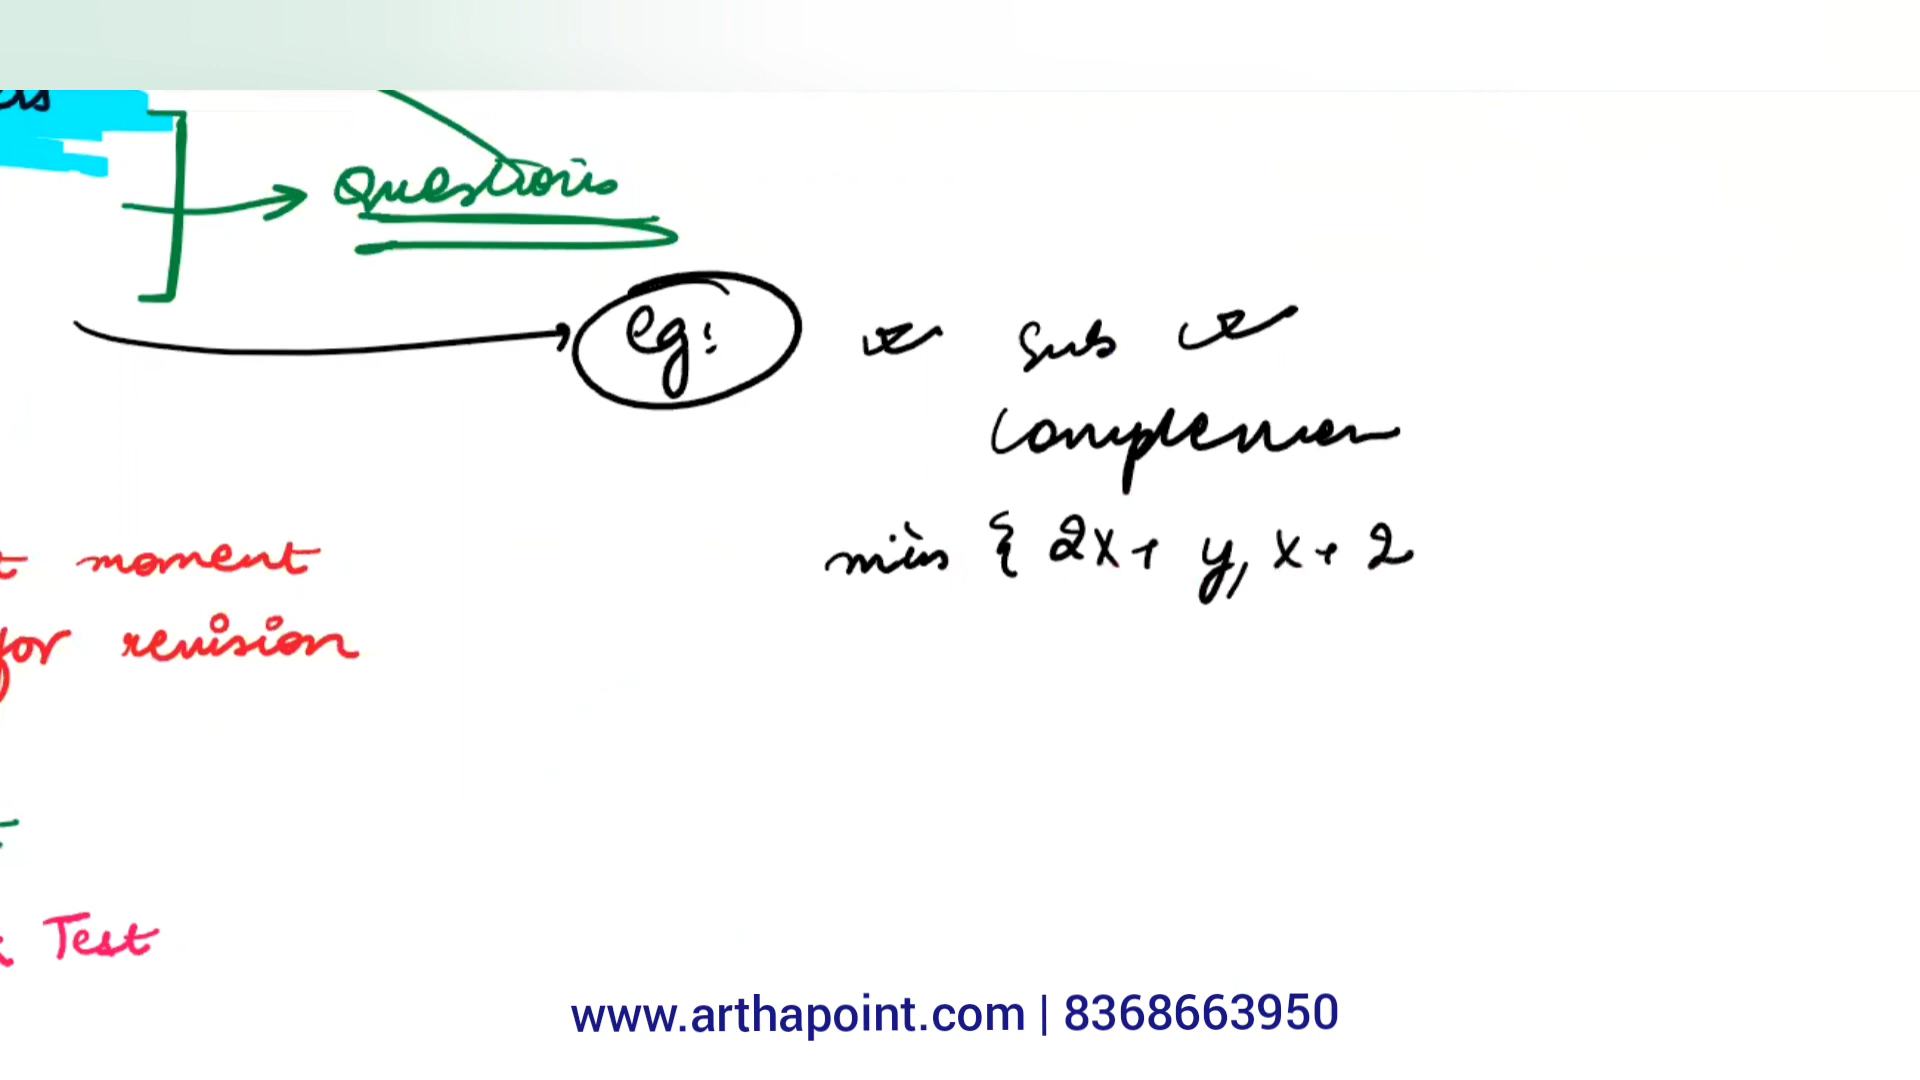 Questions
eg: Sub
Complemen
min { 2x + y, x + 2
moment
for revision
Test
www.arthapoint.com | 8368663950